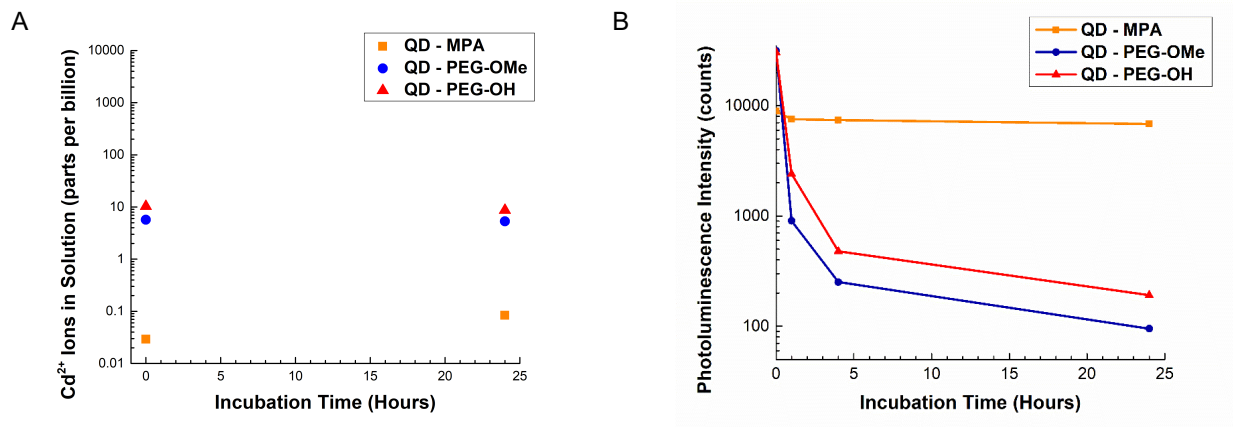 A
QD - MPA
QD - PEG-OMe
QD - PEG-OH
10000
1000
100
10
1
0.1
0.01
0 5 10 15 20 25
Cd²⁺ Ions in Solution (parts per billion)
Incubation Time (Hours)
B
QD - MPA
QD - PEG-OMe
QD - PEG-OH
10000
1000
100
0 5 10 15 20 25
Photoluminescence Intensity (counts)
Incubation Time (Hours)